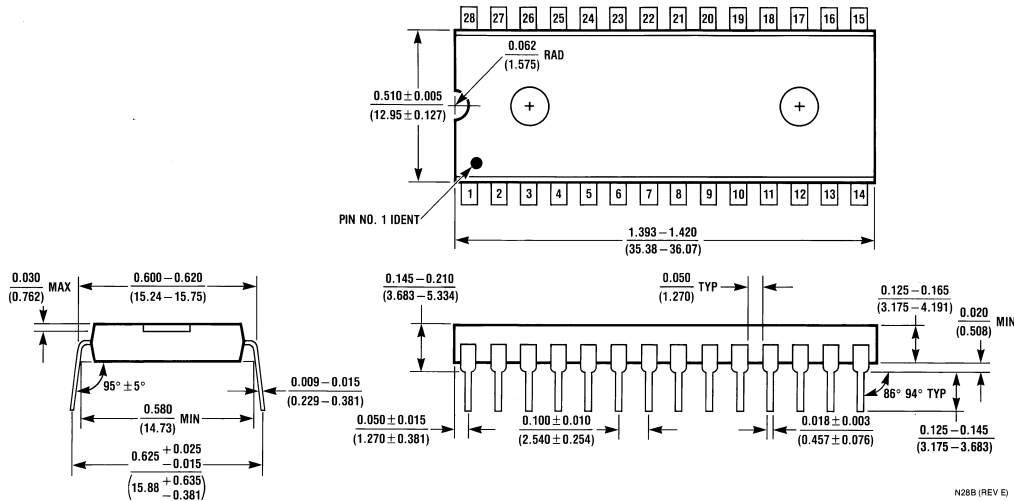 28 27 26 25 24 23 22 21 20 19 18 17 16 15
0.062
(1.575)
RAD
0.510 ± 0.005
(12.95 ± 0.127)
PIN NO. 1 IDENT
1 2 3 4 5 6 7 8 9 10 11 12 13 14
1.393 – 1.420
(35.38 – 36.07)
0.030
(0.762)
MAX
0.600 – 0.620
(15.24 – 15.75)
95° ± 5°
0.009 – 0.015
(0.229 – 0.381)
0.580
(14.73)
MIN
0.625 +0.025
−0.015
(15.88 +0.635
−0.381)
0.145 – 0.210
(3.683 – 5.334)
0.050
(1.270)
TYP
0.125 – 0.165
(3.175 – 4.191)
0.020
(0.508)
MIN
0.050 ± 0.015
(1.270 ± 0.381)
0.100 ± 0.010
(2.540 ± 0.254)
0.018 ± 0.003
(0.457 ± 0.076)
86° 94° TYP
0.125 – 0.145
(3.175 – 3.683)
N28B (REV E)